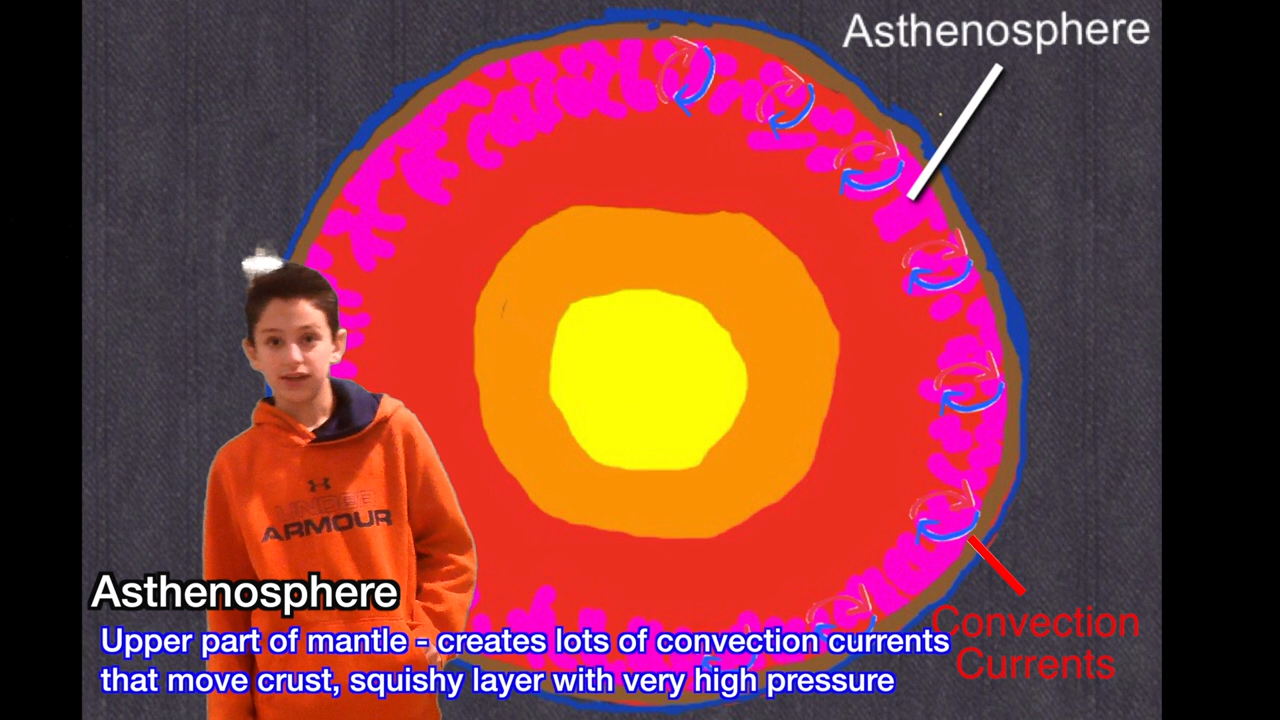 Asthenosphere
UNDER
ARMOUR
Asthenosphere
Upper part of mantle - creates lots of convection currents
that move crust, squishy layer with very high pressure
Convection
Currents